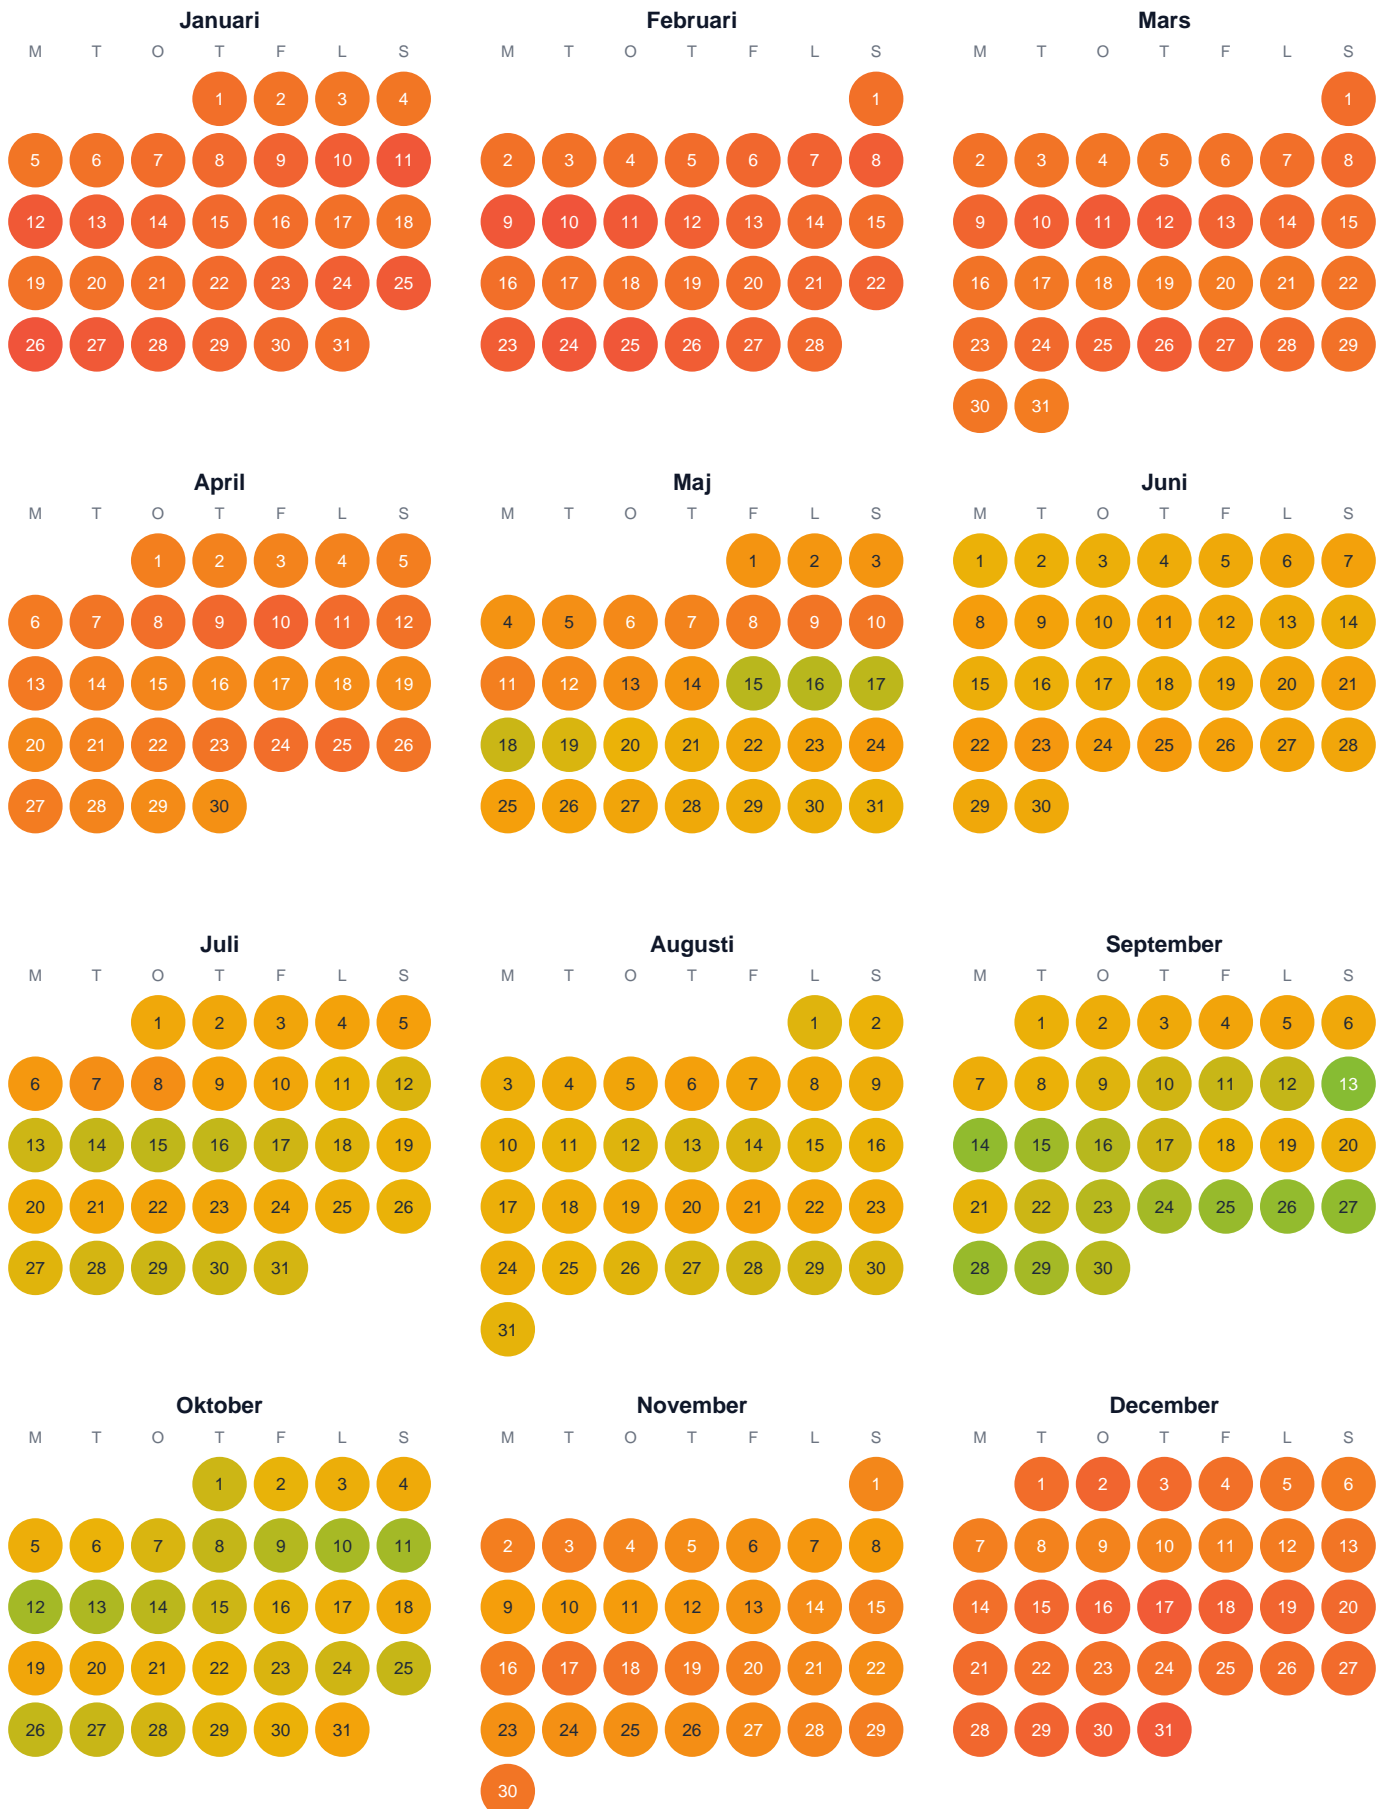 Januari Februari Mars
M T O T F L S M T O T F L S M T O T F L S
1 2 3 4 1 1
5 6 7 8 9 10 11 2 3 4 5 6 7 8 2 3 4 5 6 7 8
12 13 14 15 16 17 18 9 10 11 12 13 14 15 9 10 11 12 13 14 15
19 20 21 22 23 24 25 16 17 18 19 20 21 22 16 17 18 19 20 21 22
26 27 28 29 30 31 23 24 25 26 27 28 23 24 25 26 27 28 29
30 31
April Maj Juni
M T O T F L S M T O T F L S M T O T F L S
1 2 3 4 5 1 2 3 1 2 3 4 5 6 7
6 7 8 9 10 11 12 4 5 6 7 8 9 10 8 9 10 11 12 13 14
13 14 15 16 17 18 19 11 12 13 14 15 16 17 15 16 17 18 19 20 21
20 21 22 23 24 25 26 18 19 20 21 22 23 24 22 23 24 25 26 27 28
27 28 29 30 25 26 27 28 29 30 31 29 30
Juli Augusti September
M T O T F L S M T O T F L S M T O T F L S
1 2 3 4 5 1 2 1 2 3 4 5 6
6 7 8 9 10 11 12 3 4 5 6 7 8 9 7 8 9 10 11 12 13
13 14 15 16 17 18 19 10 11 12 13 14 15 16 14 15 16 17 18 19 20
20 21 22 23 24 25 26 17 18 19 20 21 22 23 21 22 23 24 25 26 27
27 28 29 30 31 24 25 26 27 28 29 30 28 29 30
31
Oktober November December
M T O T F L S M T O T F L S M T O T F L S
1 2 3 4 1 1 2 3 4 5 6
5 6 7 8 9 10 11 2 3 4 5 6 7 8 7 8 9 10 11 12 13
12 13 14 15 16 17 18 9 10 11 12 13 14 15 14 15 16 17 18 19 20
19 20 21 22 23 24 25 16 17 18 19 20 21 22 21 22 23 24 25 26 27
26 27 28 29 30 31 23 24 25 26 27 28 29 28 29 30 31
30